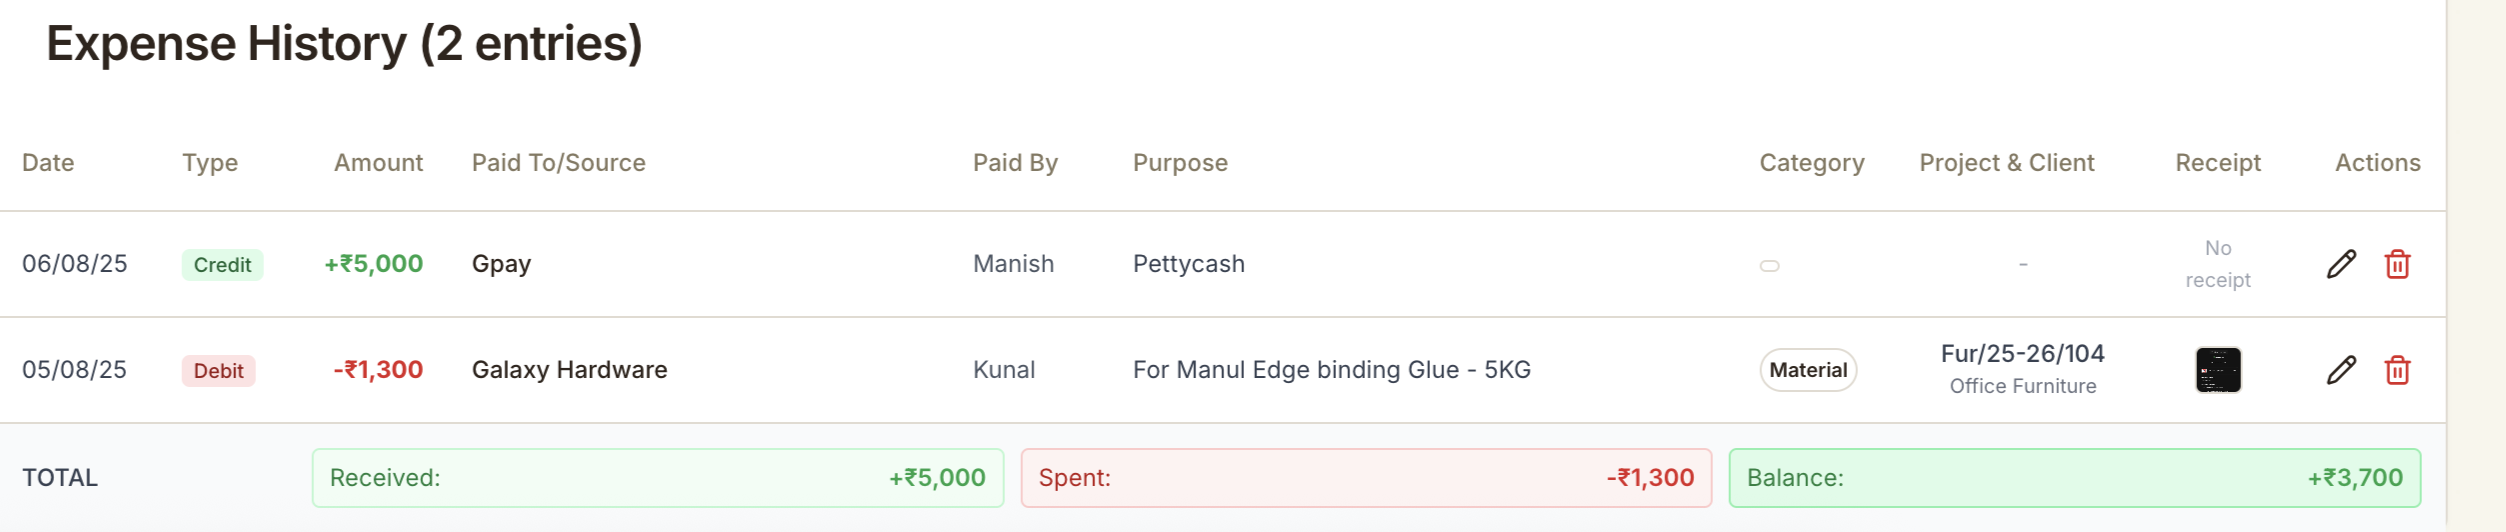 Expense History (2 entries)
Date Type Amount Paid To/Source Paid By Purpose Category Project & Client Receipt Actions
06/08/25 Credit +₹5,000 Gpay Manish Pettycash - No receipt
05/08/25 Debit -₹1,300 Galaxy Hardware Kunal For Manul Edge binding Glue - 5KG Material Fur/25-26/104
Office Furniture
TOTAL Received: +₹5,000 Spent: -₹1,300 Balance: +₹3,700